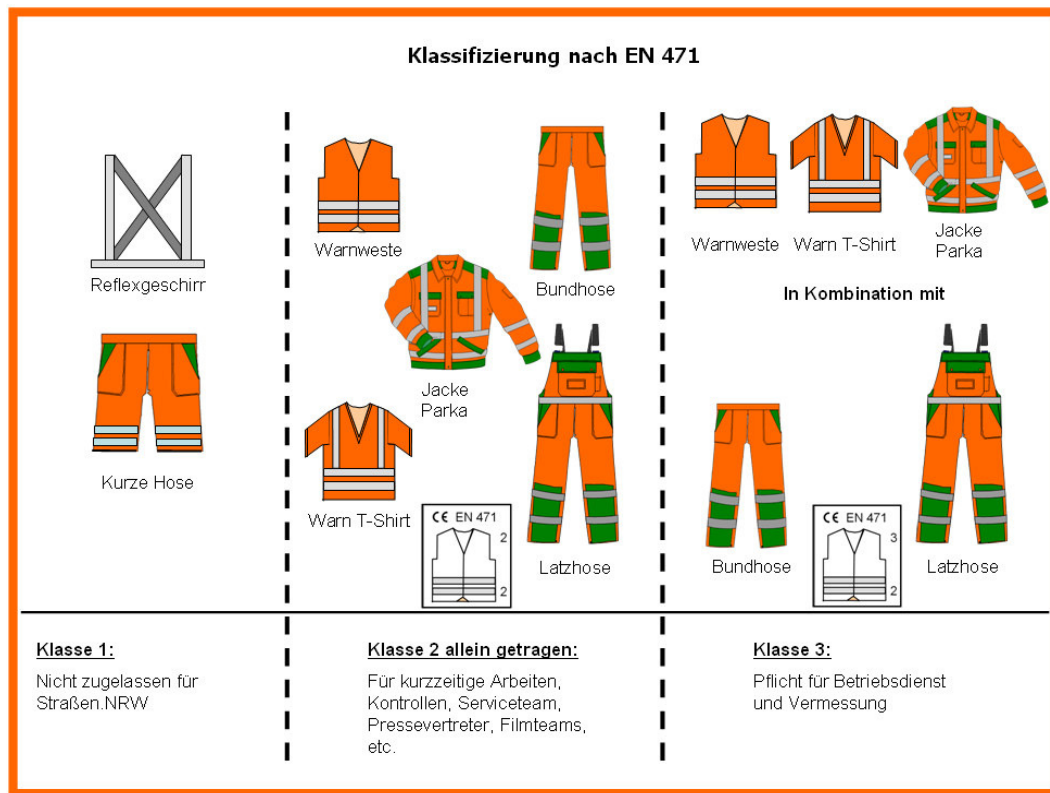 Klassifizierung nach EN 471
Reflexgeschirr
Kurze Hose
Warnweste
Bundhose
Jacke
Parka
Warn T-Shirt
CE EN 471
2
2
Latzhose
Warnweste
Warn T-Shirt
Jacke
Parka
In Kombination mit
Bundhose
CE EN 471
3
2
Latzhose
Klasse 1:
Nicht zugelassen für
Straßen.NRW
Klasse 2 allein getragen:
Für kurzzeitige Arbeiten,
Kontrollen, Serviceteam,
Pressevertreter, Filmteams,
etc.
Klasse 3:
Pflicht für Betriebsdienst
und Vermessung